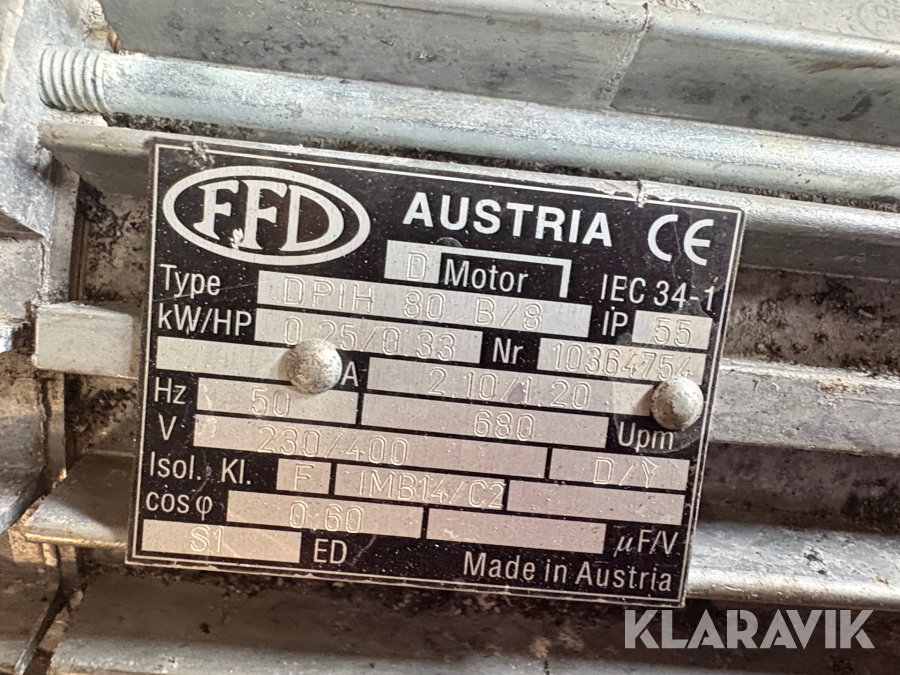 FFD AUSTRIA CE
D Motor IEC 34-1
Type DPIH 80 B/8 IP 55
kW/HP 0.25/0.33 Nr 10364754
A 2.10/1.20
Hz 50 680 Upm
V 230/400 D/Y
Isol. Kl. F IMB14/C2
cosφ 0.60 µF/V
S1 ED Made in Austria
KLARAVIK